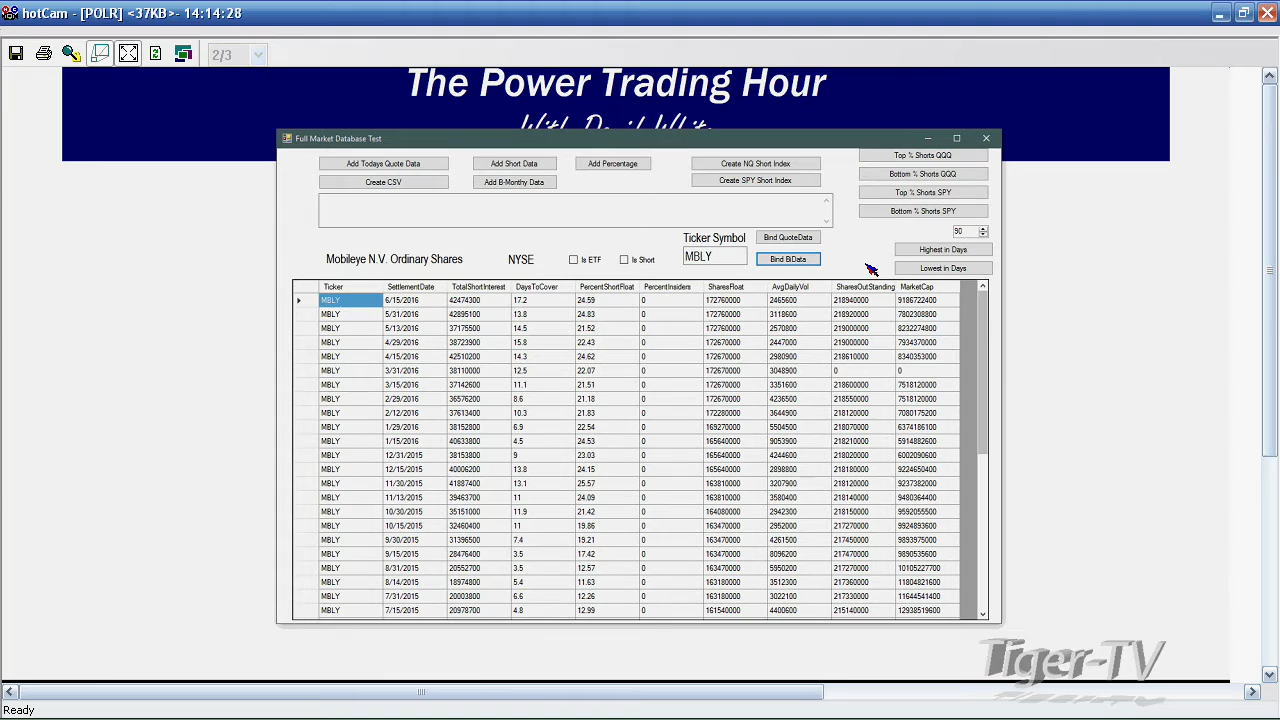 hotCam - [POLR] <37KB>- 14:14:28
2/3
The Power Trading Hour
With David White
Full Market Database Test
Add Todays Quote Data Add Short Data Add Percentage Create NQ Short Index Top % Shorts QQQ
Bottom % Shorts QQQ
Create CSV Add B-Monthy Data Create SPY Short Index
Top % Shorts SPY
Bottom % Shorts SPY
90
Ticker Symbol Bind QuoteData
Highest in Days
Mobileye N.V. Ordinary Shares NYSE Is ETF Is Short MBLY Bind BiData
Lowest in Days
Ticker SettlementDate TotalShortInterest DaysToCover PercentShortFloat PercentInsiders SharesFloat AvgDailyVol SharesOutStanding MarketCap
MBLY 6/15/2016 42474300 17.2 24.59 0 172760000 2465600 218940000 9186722400
MBLY 5/31/2016 42895100 13.8 24.83 0 172760000 3118600 218920000 7802308800
MBLY 5/13/2016 37175500 14.5 21.52 0 172760000 2570800 219000000 8232274800
MBLY 4/29/2016 38723900 15.8 22.43 0 172670000 2447000 219000000 7934370000
MBLY 4/15/2016 42510200 14.3 24.62 0 172670000 2980900 218610000 8340353000
MBLY 3/31/2016 38110000 12.5 22.07 0 172670000 3048900 0 0
MBLY 3/15/2016 37142600 11.1 21.51 0 172670000 3351600 218600000 7518120000
MBLY 2/29/2016 36576200 8.6 21.18 0 172670000 4236500 218550000 7518120000
MBLY 2/12/2016 37613400 10.3 21.83 0 172280000 3644900 218120000 7080175200
MBLY 1/29/2016 38152800 6.9 22.54 0 169270000 5504500 218070000 6374186100
MBLY 1/15/2016 40633800 4.5 24.53 0 165640000 9053900 218210000 5914882600
MBLY 12/31/2015 38153800 9 23.03 0 165640000 4244600 218020000 6002090600
MBLY 12/15/2015 40006200 13.8 24.15 0 165640000 2898800 218180000 9224650400
MBLY 11/30/2015 41887400 13.1 25.57 0 163810000 3207900 218120000 9237382000
MBLY 11/13/2015 39463700 11 24.09 0 163810000 3580400 218140000 9480364400
MBLY 10/30/2015 35151000 11.9 21.42 0 164080000 2942300 218150000 9592055500
MBLY 10/15/2015 32460400 11 19.86 0 163470000 2952000 217270000 9924893600
MBLY 9/30/2015 31396500 7.4 19.21 0 163470000 4261500 217450000 9893975000
MBLY 9/15/2015 28476400 3.5 17.42 0 163470000 8096200 217470000 9890535600
MBLY 8/31/2015 20552700 3.5 12.57 0 163470000 5950200 217270000 10105227700
MBLY 8/14/2015 18974800 5.4 11.63 0 163180000 3512300 217360000 11804821600
MBLY 7/31/2015 20003800 6.6 12.26 0 163180000 3022100 217330000 11644541400
MBLY 7/15/2015 20978700 4.8 12.99 0 161540000 4400600 215140000 12938519600
Tiger-TV
Ready